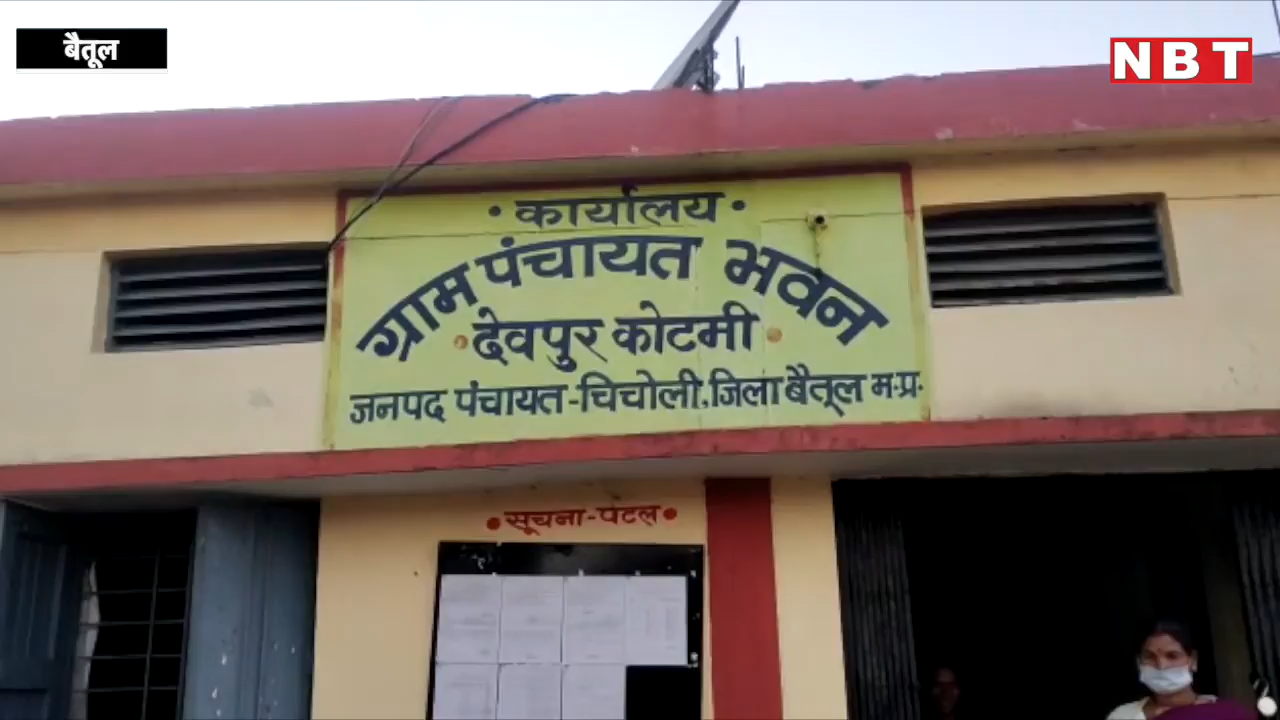 बैतूल
NBT
कार्यालय
ग्राम पंचायत भवन
देवपुर कोटमी
जनपद पंचायत-चिचोली, जिला बैतूल म.प्र.
सूचना-पटल